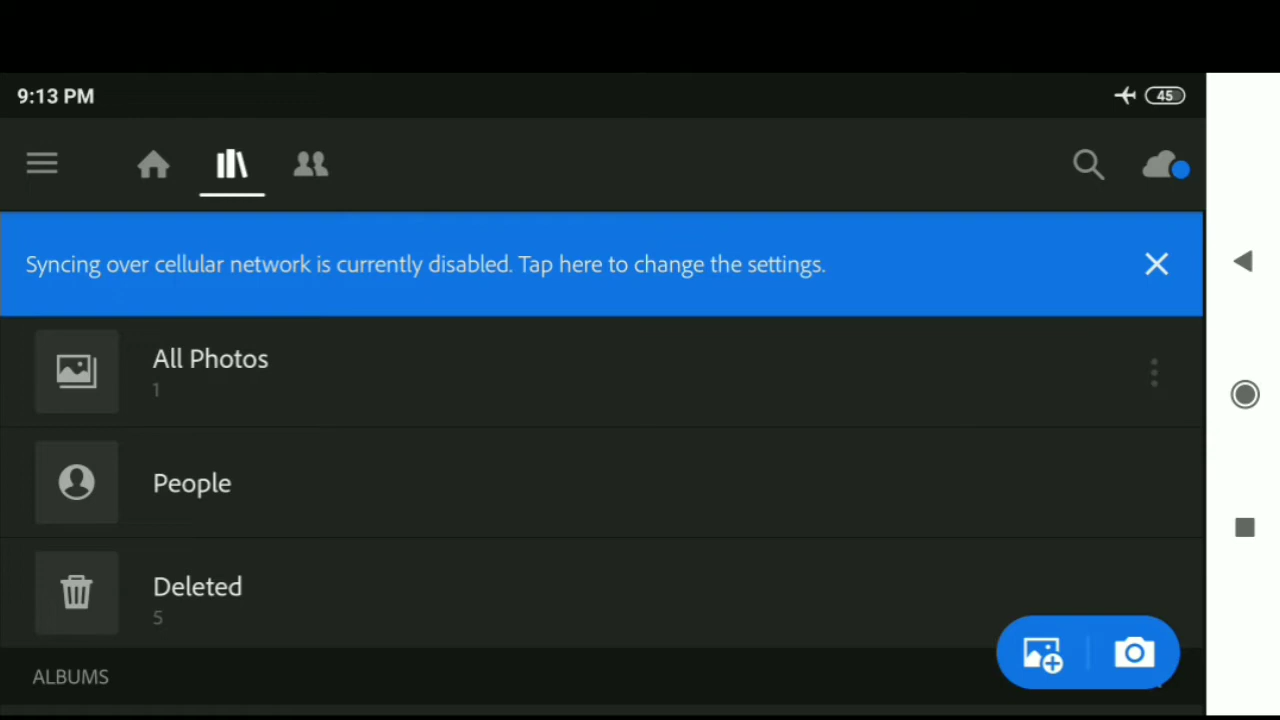 9:13 PM
45
Syncing over cellular network is currently disabled. Tap here to change the settings.
All Photos
1
People
Deleted
5
ALBUMS